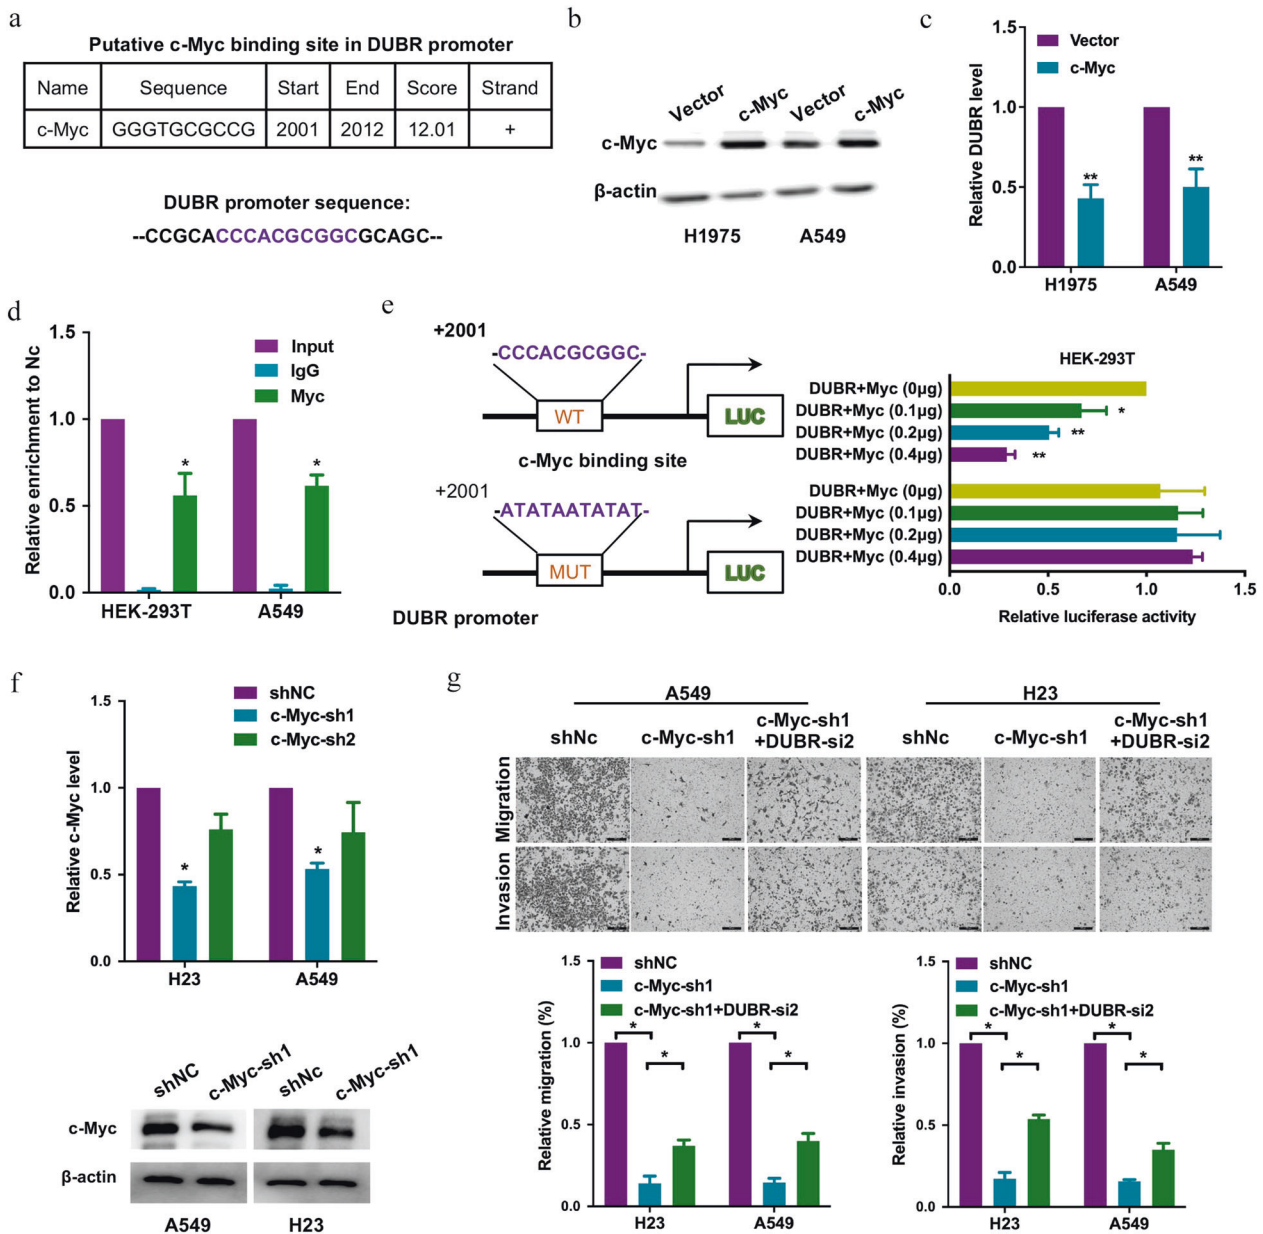 a
Putative c-Myc binding site in DUBR promoter
Name Sequence Start End Score Strand
c-Myc GGGTGCGCCG 2001 2012 12.01 +
DUBR promoter sequence:
--CCGCACCCACGCGGCGCAGC--
b
Vector c-Myc Vector c-Myc
c-Myc
β-actin
H1975 A549
c
Relative DUBR level
1.5
1.0
0.5
0.0
Vector
c-Myc
** **
H1975 A549
d
Relative enrichment to Nc
1.5
1.0
0.5
0.0
Input
IgG
Myc
* *
HEK-293T A549
e
+2001
-CCCACGCGGC-
WT LUC
c-Myc binding site
+2001
-ATATAATATAT-
MUT LUC
DUBR promoter
HEK-293T
DUBR+Myc (0μg)
DUBR+Myc (0.1μg) *
DUBR+Myc (0.2μg) **
DUBR+Myc (0.4μg) **
DUBR+Myc (0μg)
DUBR+Myc (0.1μg)
DUBR+Myc (0.2μg)
DUBR+Myc (0.4μg)
0.0 0.5 1.0 1.5
Relative luciferase activity
f
Relative c-Myc level
1.5
1.0
0.5
0.0
shNC
c-Myc-sh1
c-Myc-sh2
* *
H23 A549
shNC c-Myc-sh1 shNc c-Myc-sh1
c-Myc
β-actin
A549 H23
g
A549 H23
shNc c-Myc-sh1 c-Myc-sh1
+DUBR-si2
shNc c-Myc-sh1 c-Myc-sh1
+DUBR-si2
Migration
Invasion
Relative migration (%)
1.5
1.0
0.5
0.0
shNC
c-Myc-sh1
c-Myc-sh1+DUBR-si2
* *
* *
H23 A549
Relative invasion (%)
1.5
1.0
0.5
0.0
shNC
c-Myc-sh1
c-Myc-sh1+DUBR-si2
* *
* *
H23 A549